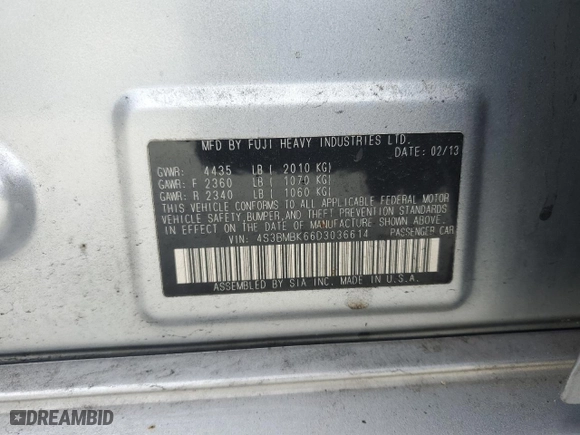 MFD BY FUJI HEAVY INDUSTRIES LTD.
DATE: 02/13
GVWR: 4435 LB ( 2010 KG)
GAWR: F 2360 LB ( 1070 KG)
GAWR: R 2340 LB ( 1060 KG)
THIS VEHICLE CONFORMS TO ALL APPLICABLE FEDERAL MOTOR
VEHICLE SAFETY, BUMPER, AND THEFT PREVENTION STANDARDS
IN EFFECT ON THE DATE OF MANUFACTURE SHOWN ABOVE.
VIN: 4S3BMBK66D3036614 PASSENGER CAR
ASSEMBLED BY SIA INC. MADE IN U.S.A.
DREAMBID